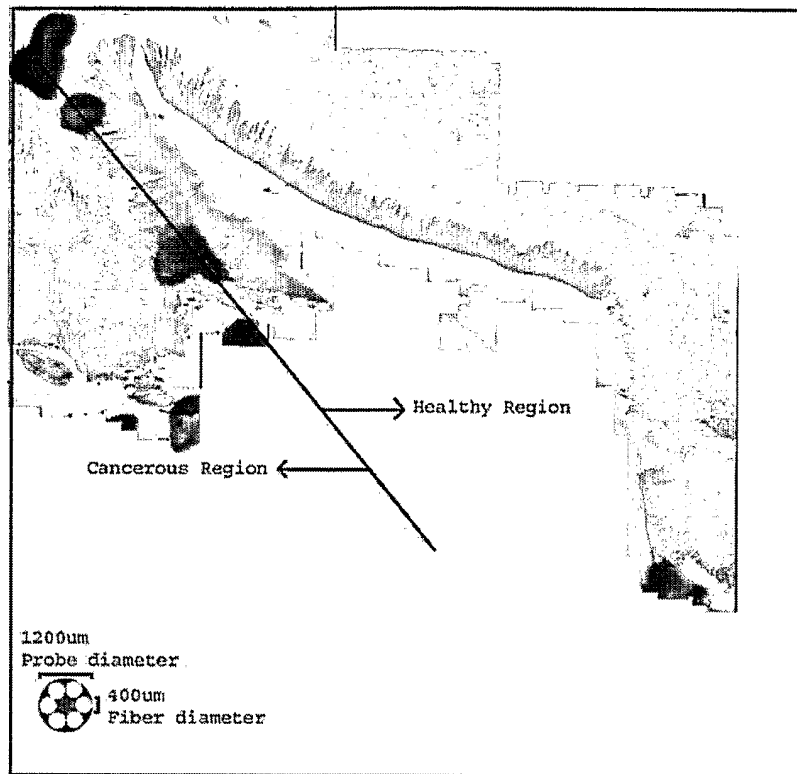 Healthy Region
Cancerous Region
1200um
Probe diameter
400um
Fiber diameter